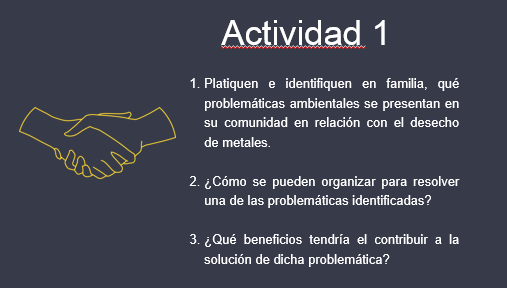 Actividad 1
1. Platiquen e identifiquen en familia, qué
problemáticas ambientales se presentan en
su comunidad en relación con el desecho
de metales.
2. ¿Cómo se pueden organizar para resolver
una de las problemáticas identificadas?
3. ¿Qué beneficios tendría el contribuir a la
solución de dicha problemática?